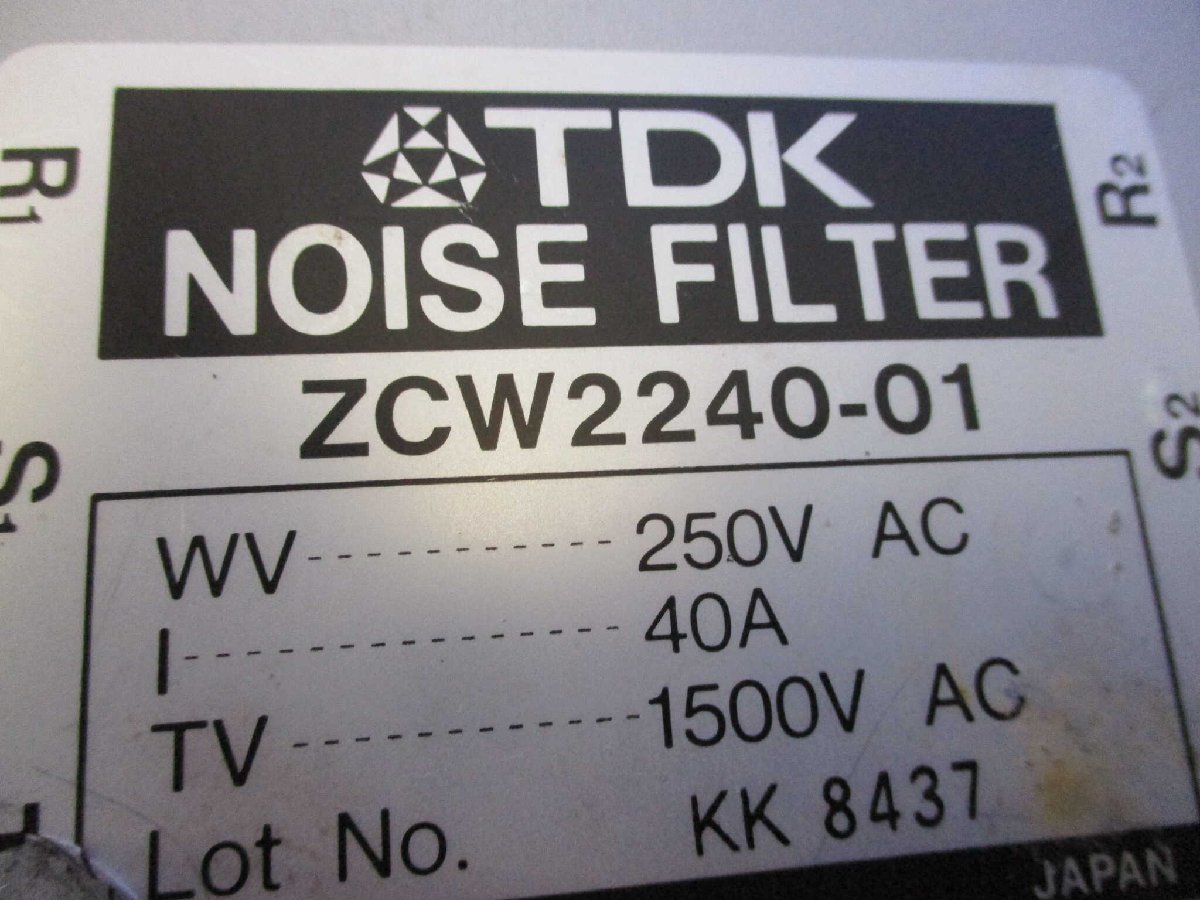 TDK
NOISE FILTER
R1
R2
ZCW2240-01
S1
S2
WV 250V AC
I 40A
TV 1500V AC
Lot No. KK 8437
JAPAN